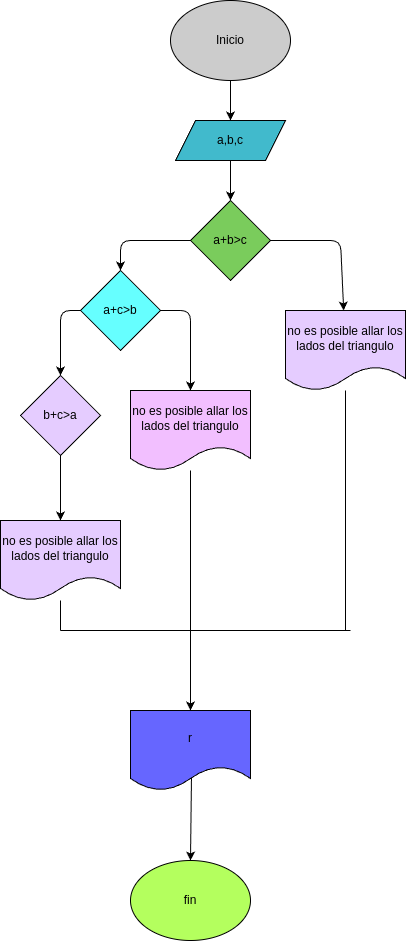 Inicio
a,b,c
a+b>c
a+c>b
no es posible allar los
lados del triangulo
b+c>a
no es posible allar los
lados del triangulo
no es posible allar los
lados del triangulo
r
fin